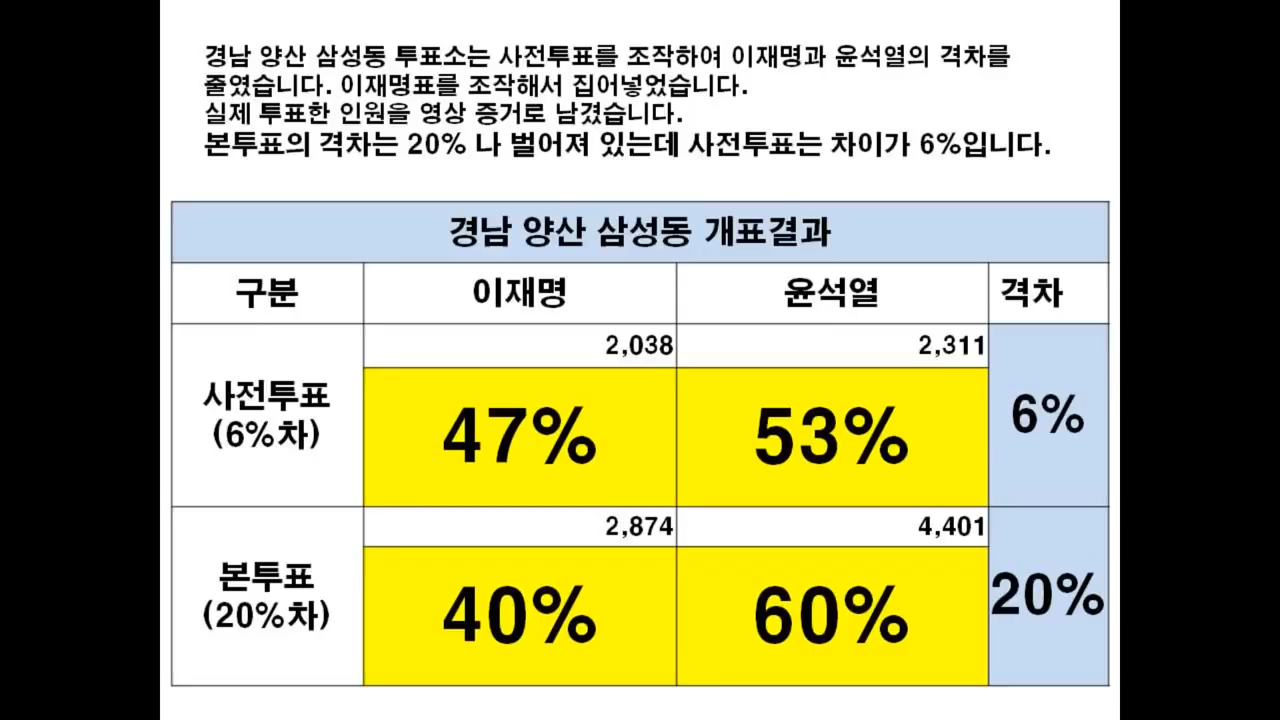 경남 양산 삼성동 투표소는 사전투표를 조작하여 이재명과 윤석열의 격차를
줄였습니다. 이재명표를 조작해서 집어넣었습니다.
실제 투표한 인원을 영상 증거로 남겼습니다.
본투표의 격차는 20% 나 벌어져 있는데 사전투표는 차이가 6%입니다.
경남 양산 삼성동 개표결과
구분 이재명 윤석열 격차
2,038 2,311
사전투표
(6%차)
47% 53% 6%
2,874 4,401
본투표
(20%차)
40% 60% 20%